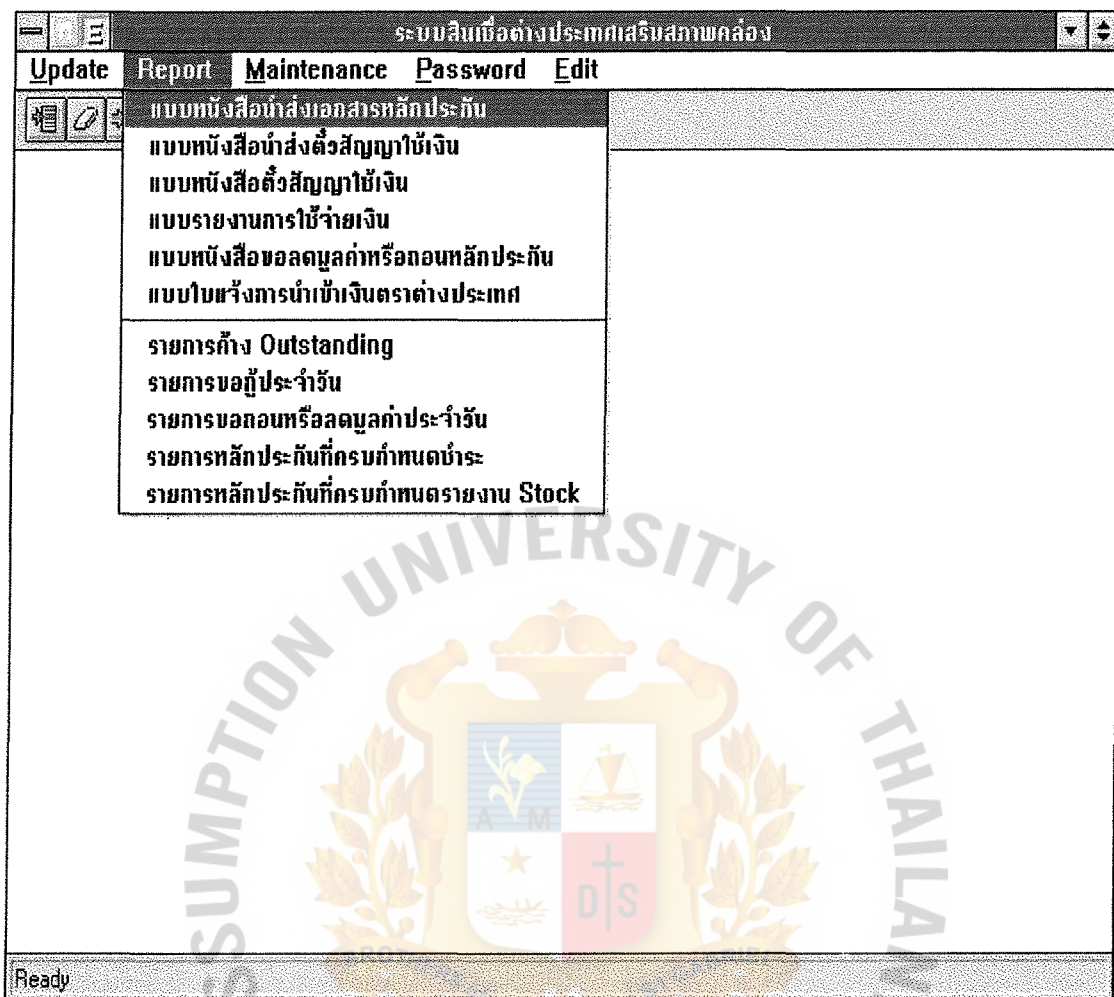 ระบบสินเชื่อต่างประเทศเสริมสภาพคล่อง
Update Report Maintenance Password Edit
แบบหนังสือนำส่งเอกสารหลักประกัน
แบบหนังสือนำส่งตั๋วสัญญาใช้เงิน
แบบหนังสือตั๋วสัญญาใช้เงิน
แบบรายงานการใช้จ่ายเงิน
แบบหนังสือขอลดมูลค่าหรือถอนหลักประกัน
แบบใบแจ้งการนำเข้าเงินตราต่างประเทศ
รายการค้าง Outstanding
รายการขอกู้ประจำวัน
รายการขอถอนหรือลดมูลค่าประจำวัน
รายการหลักประกันที่ครบกำหนดชำระ
รายการหลักประกันที่ครบกำหนดรายงาน Stock
UNIVERSITY OF
A M
D S
Ready